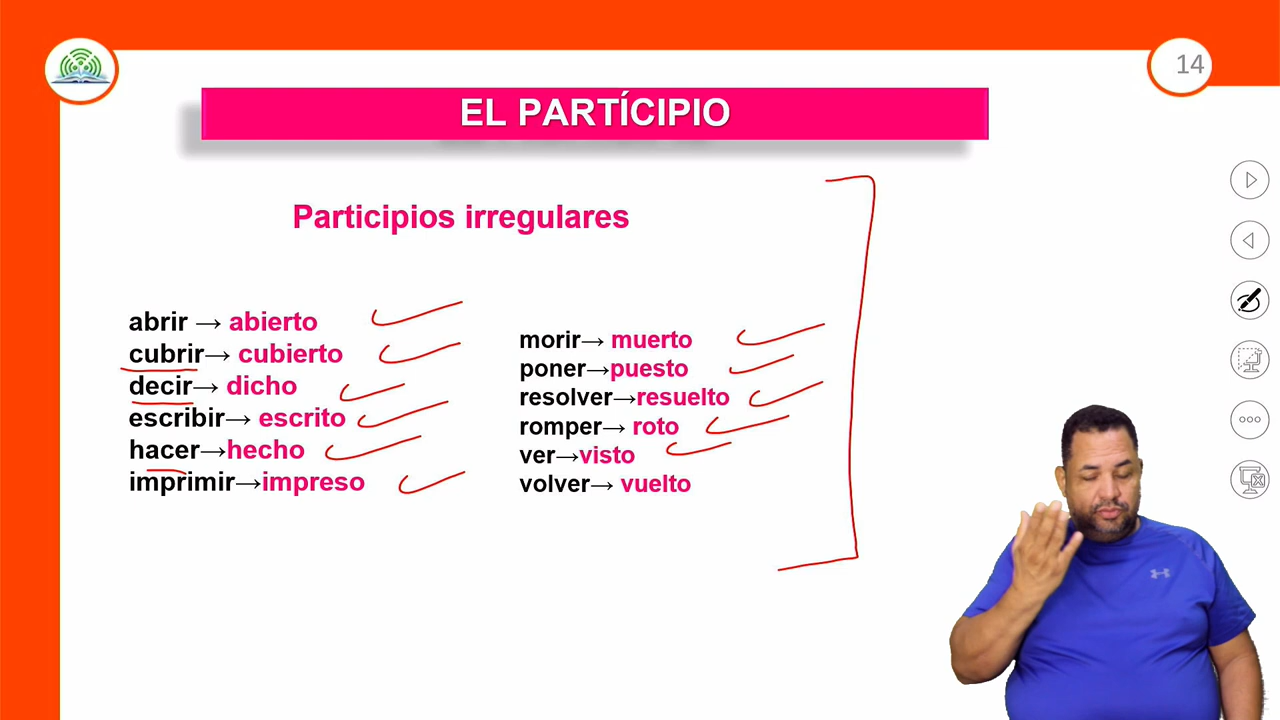 14
EL PARTÍCIPIO
Participios irregulares
abrir → abierto
cubrir→ cubierto
decir→ dicho
escribir→ escrito
hacer→hecho
imprimir→impreso
morir→ muerto
poner→puesto
resolver→resuelto
romper→ roto
ver→visto
volver→ vuelto